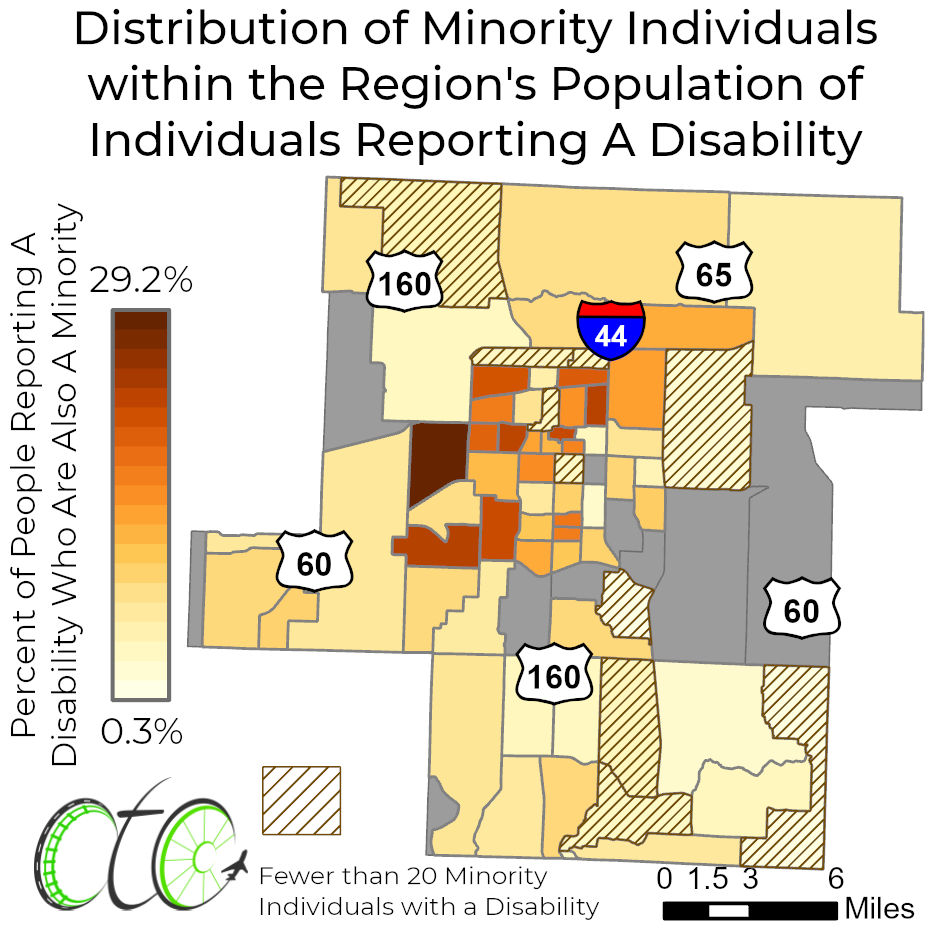 Distribution of Minority Individuals
within the Region's Population of
Individuals Reporting A Disability
Percent of People Reporting A
Disability Who Are Also A Minority
29.2%
0.3%
160
65
44
60
60
160
oto
Fewer than 20 Minority
Individuals with a Disability
0 1.5 3 6
Miles